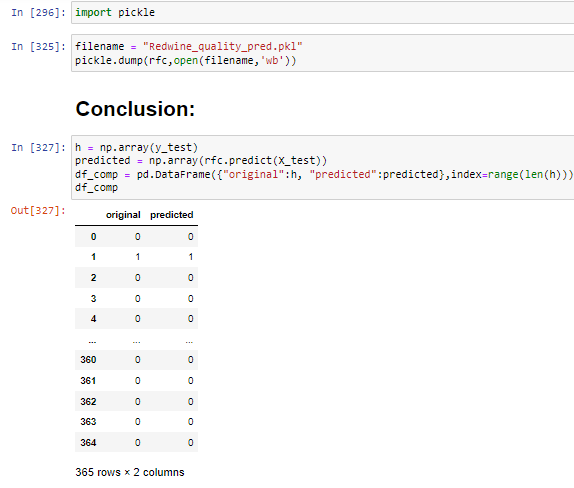 In [296]: import pickle
In [325]: filename = "Redwine_quality_pred.pkl"
pickle.dump(rfc,open(filename,'wb'))
Conclusion:
In [327]: h = np.array(y_test)
predicted = np.array(rfc.predict(X_test))
df_comp = pd.DataFrame({"original":h, "predicted":predicted},index=range(len(h)))
df_comp
Out[327]:
original predicted
0 0 0
1 1 1
2 0 0
3 0 0
4 0 0
... ... ...
360 0 0
361 0 0
362 0 0
363 0 0
364 0 0
365 rows × 2 columns